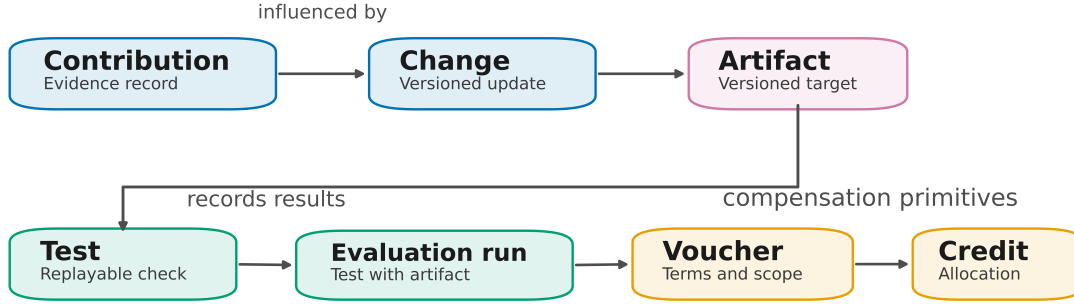 influenced by
Contribution
Evidence record
Change
Versioned update
Artifact
Versioned target
records results
compensation primitives
Test
Replayable check
Evaluation run
Test with artifact
Voucher
Terms and scope
Credit
Allocation